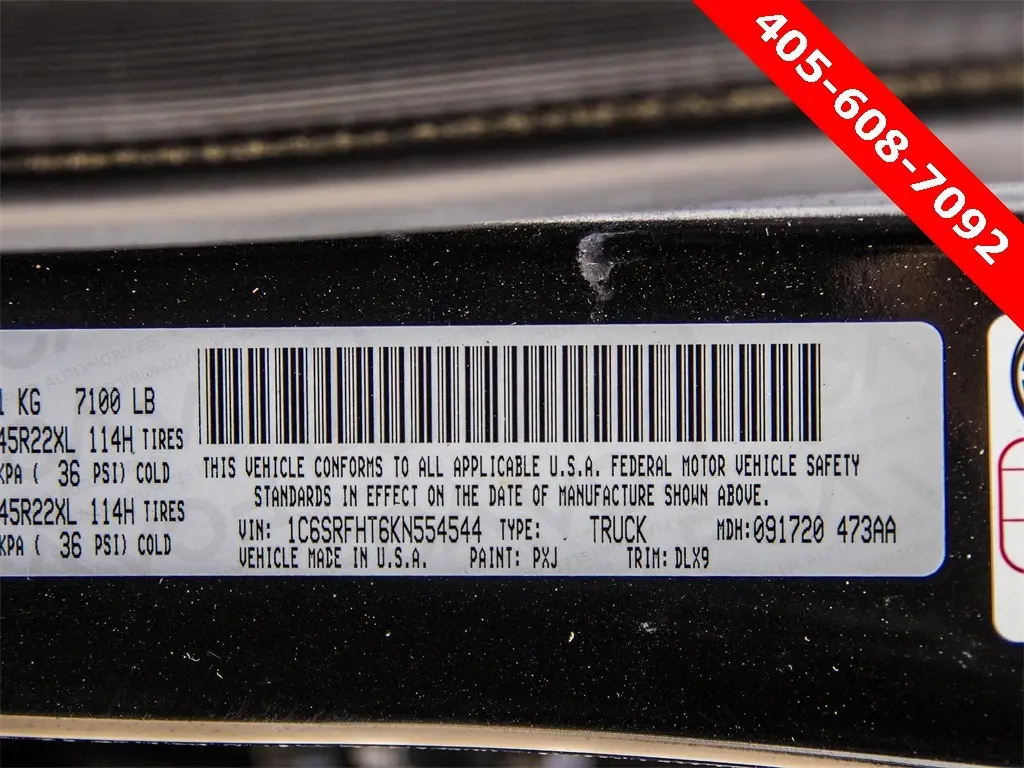 405-608-7092
1 KG 7100 LB
45R22XL 114H TIRES
KPA ( 36 PSI) COLD
45R22XL 114H TIRES
KPA ( 36 PSI) COLD
THIS VEHICLE CONFORMS TO ALL APPLICABLE U.S.A. FEDERAL MOTOR VEHICLE SAFETY
STANDARDS IN EFFECT ON THE DATE OF MANUFACTURE SHOWN ABOVE.
VIN: 1C6SRFHT6KN554544 TYPE: TRUCK MDH: 091720 473AA
VEHICLE MADE IN U.S.A. PAINT: PXJ TRIM: DLX9